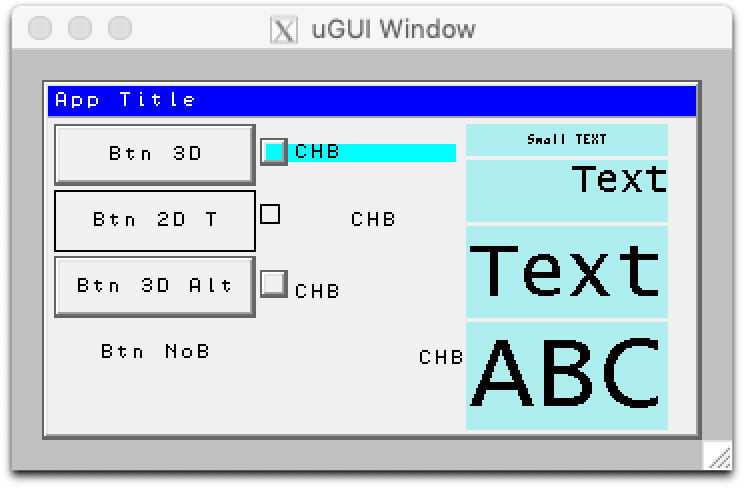 X uGUI Window
App Title
Btn 3D
CHB
Small TEXT
Text
Btn 2D T
CHB
Text
Btn 3D Alt
CHB
Btn NoB
CHB
ABC